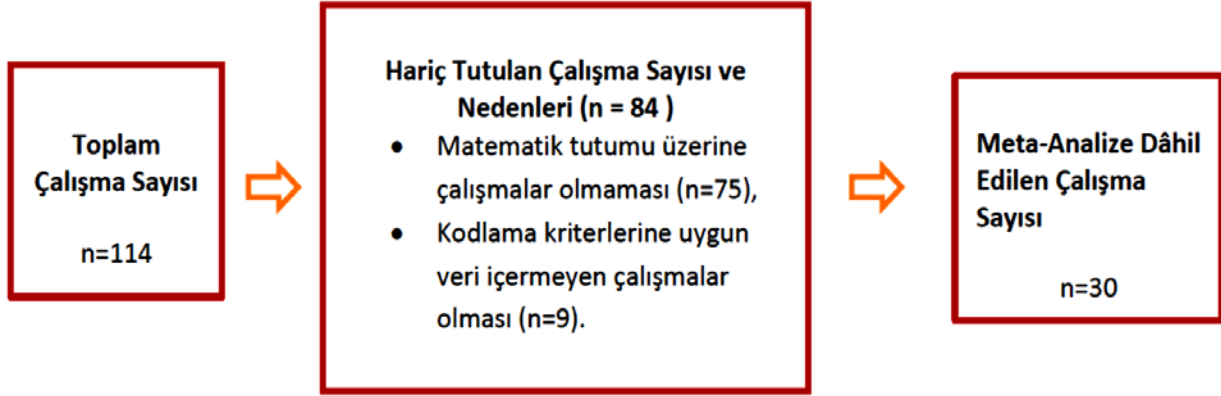 Toplam
Çalışma Sayısı
n=114
Hariç Tutulan Çalışma Sayısı ve
Nedenleri (n = 84 )
• Matematik tutumu üzerine
çalışmalar olmaması (n=75),
• Kodlama kriterlerine uygun
veri içermeyen çalışmalar
olması (n=9).
Meta-Analize Dâhil
Edilen Çalışma
Sayısı
n=30